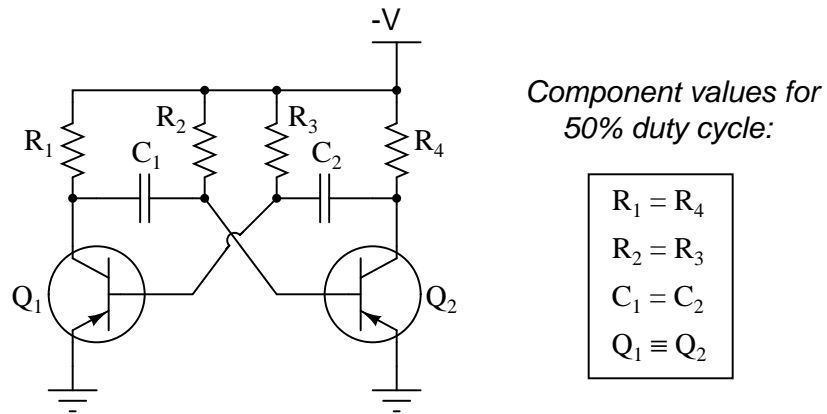 -V
Component values for
50% duty cycle:
R1 R2 R3 R4
C1 C2
R1 = R4
R2 = R3
C1 = C2
Q1 ≡ Q2
Q1 Q2